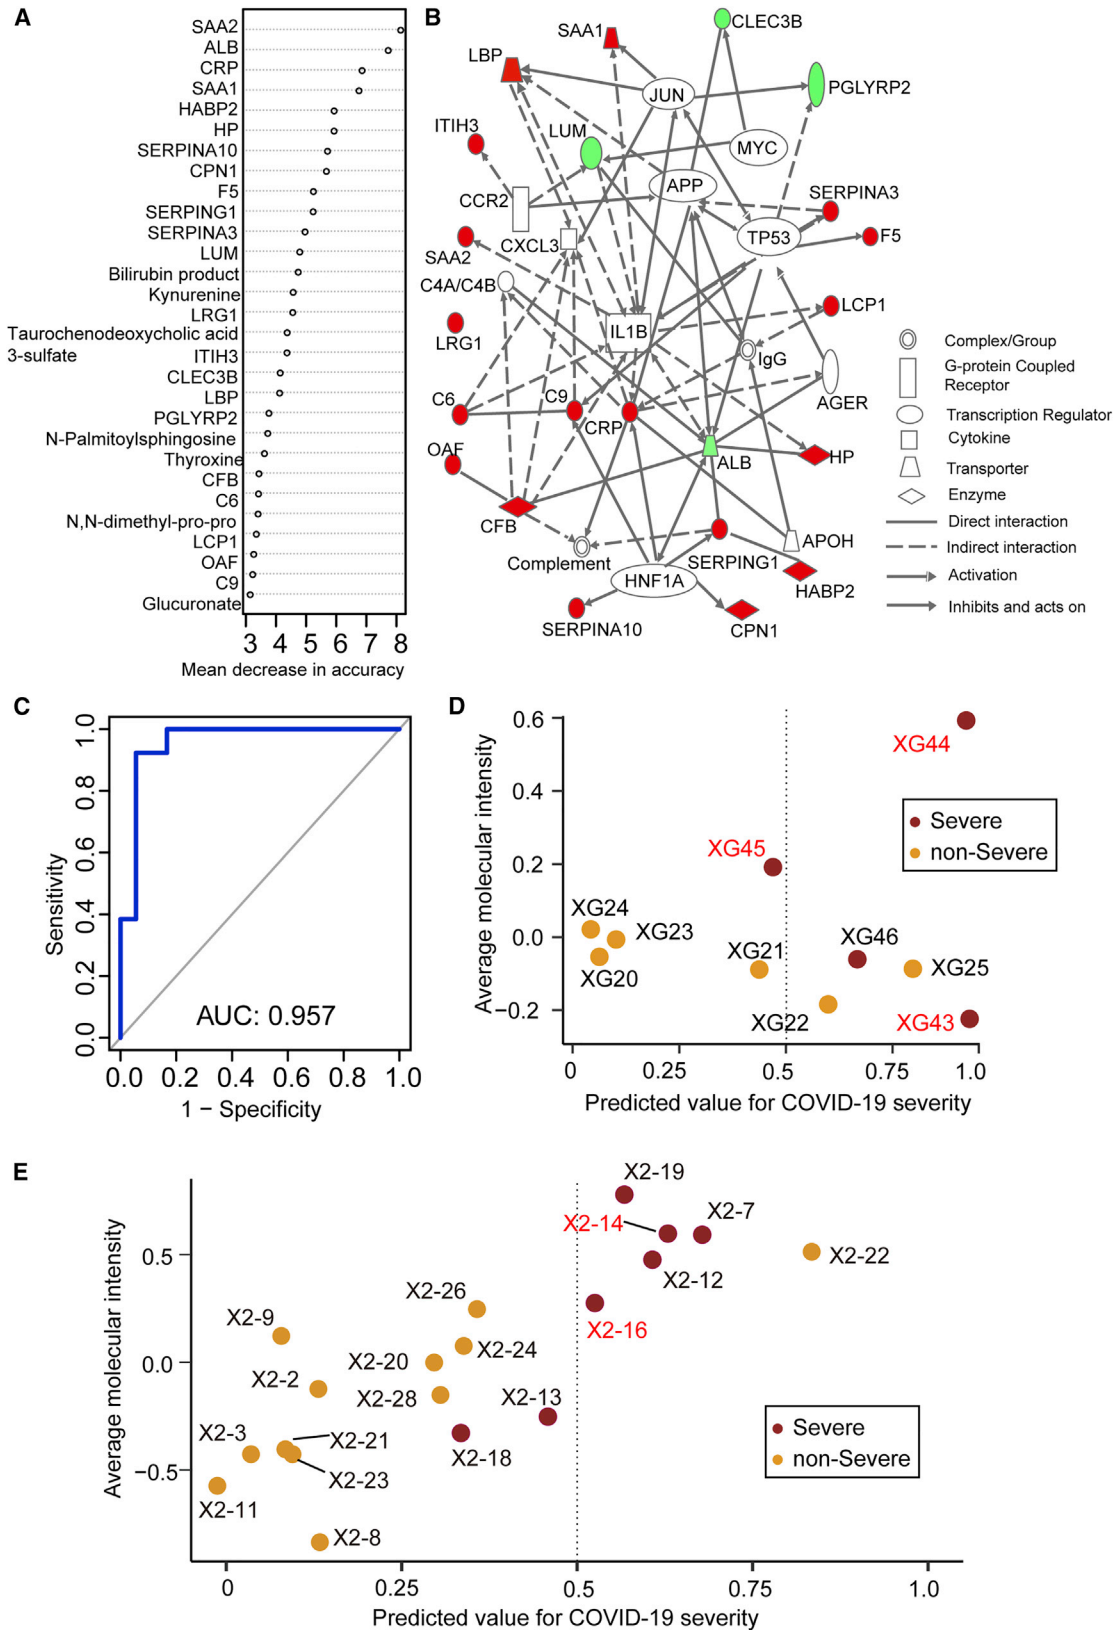 A
SAA2
ALB
CRP
SAA1
HABP2
HP
SERPINA10
CPN1
F5
SERPING1
SERPINA3
LUM
Bilirubin product
Kynurenine
LRG1
Taurochenodeoxycholic acid
3-sulfate
ITIH3
CLEC3B
LBP
PGLYRP2
N-Palmitoylsphingosine
Thyroxine
CFB
C6
N,N-dimethyl-pro-pro
LCP1
OAF
C9
Glucuronate
3 4 5 6 7 8
Mean decrease in accuracy
B
CLEC3B
SAA1
LBP
JUN
PGLYRP2
ITIH3
LUM
MYC
APP
CCR2
SERPINA3
TP53
F5
CXCL3
SAA2
C4A/C4B
LCP1
IL1B
LRG1
IgG
AGER
C6
C9
CRP
OAF
ALB
HP
CFB
APOH
Complement
SERPING1
HNF1A
HABP2
SERPINA10
CPN1
Complex/Group
G-protein Coupled
Receptor
Transcription Regulator
Cytokine
Transporter
Enzyme
Direct interaction
Indirect interaction
Activation
Inhibits and acts on
C
Sensitivity
1.0
0.8
0.6
0.4
0.2
0.0
AUC: 0.957
0.0 0.2 0.4 0.6 0.8 1.0
1 − Specificity
D
Average molecular intensity
0.6
0.4
0.2
0.0
−0.2
XG44
Severe
non-Severe
XG45
XG24
XG23
XG20
XG21
XG46
XG25
XG22
XG43
0 0.25 0.5 0.75 1.0
Predicted value for COVID-19 severity
E
Average molecular intensity
0.5
0.0
−0.5
X2-19
X2-14
X2-7
X2-22
X2-12
X2-26
X2-16
X2-9
X2-24
X2-20
X2-2
X2-28
X2-13
X2-3
X2-21
X2-18
X2-23
X2-11
X2-8
Severe
non-Severe
0 0.25 0.5 0.75 1.0
Predicted value for COVID-19 severity